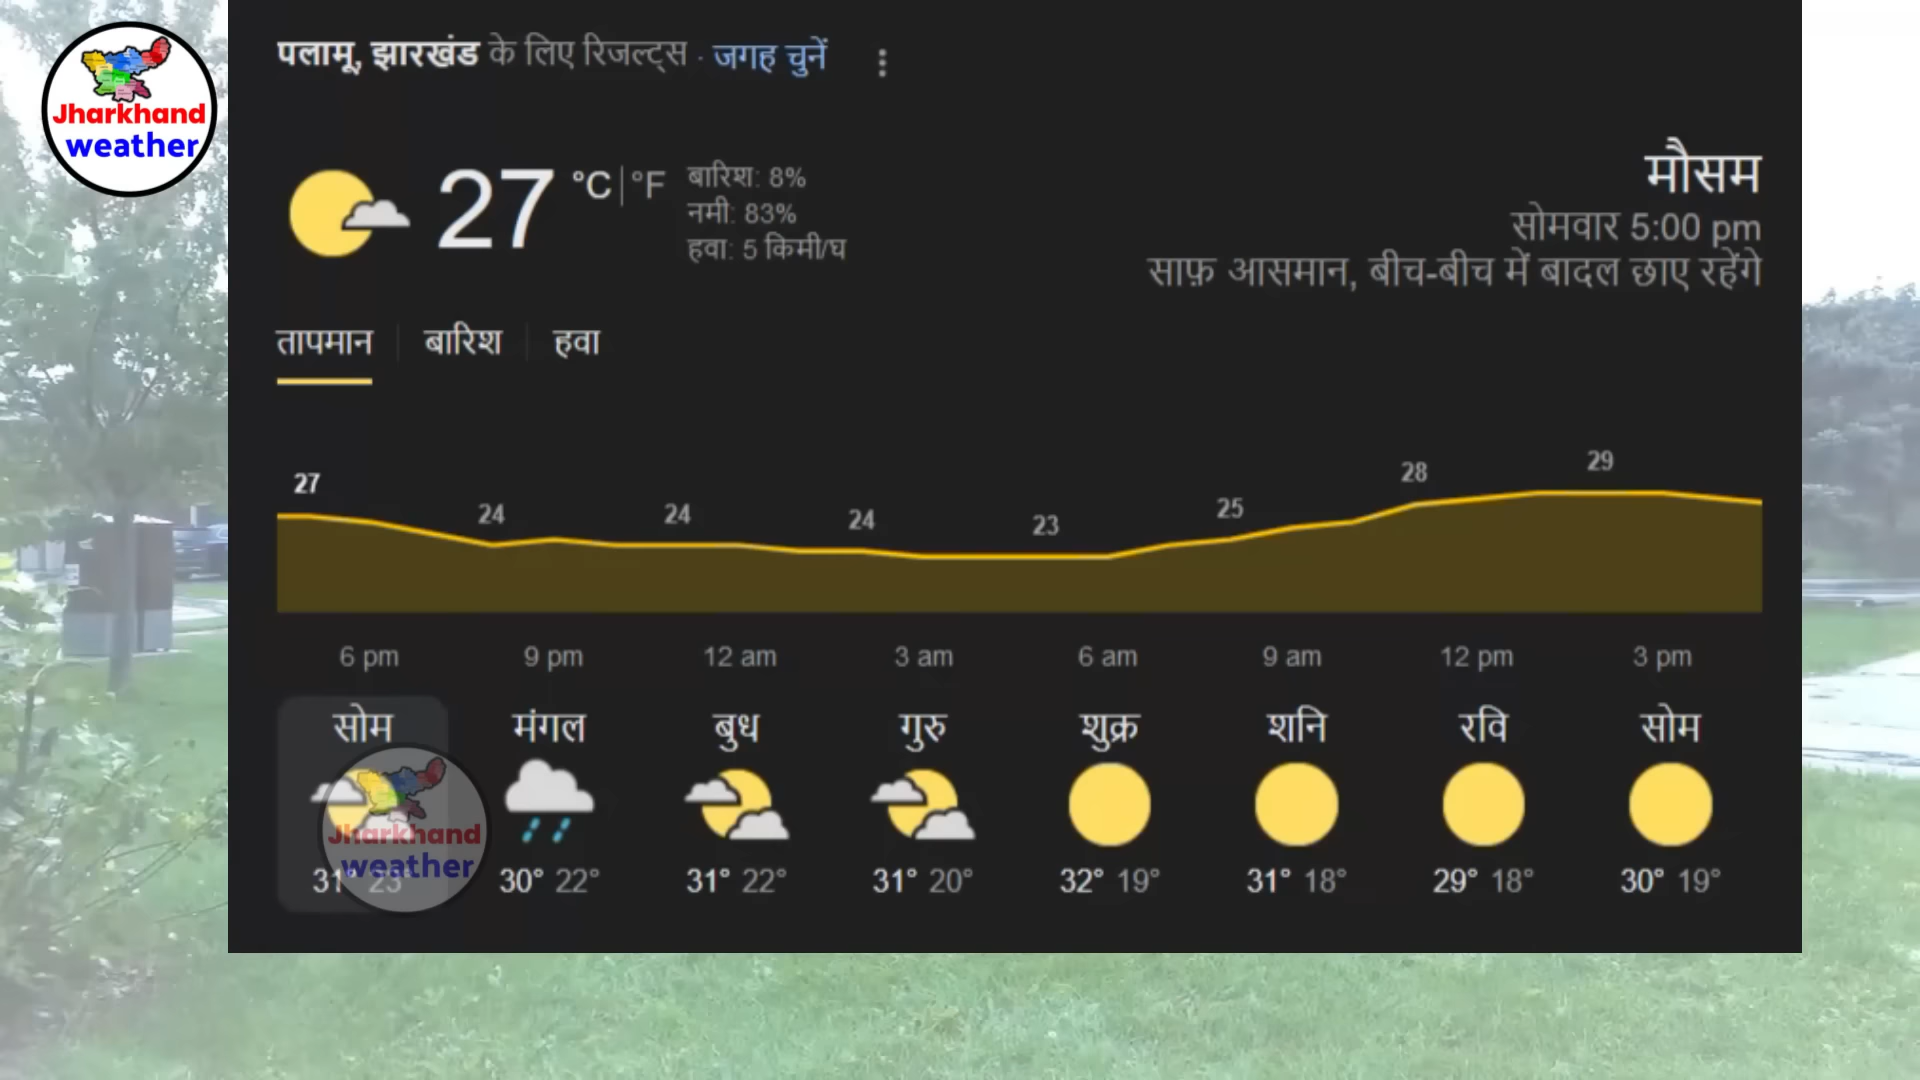 Jharkhand
weather
पलामू, झारखंड के लिए रिजल्ट्स · जगह चुनें
27 °C | °F
बारिश: 8%
नमी: 83%
हवा: 5 किमी/घ
मौसम
सोमवार 5:00 pm
साफ़ आसमान, बीच-बीच में बादल छाए रहेंगे
तापमान बारिश हवा
27 24 24 24 23 25 28 29
6 pm 9 pm 12 am 3 am 6 am 9 am 12 pm 3 pm
सोम मंगल बुध गुरु शुक्र शनि रवि सोम
Jharkhand
weather
31° 23° 30° 22° 31° 22° 31° 20° 32° 19° 31° 18° 29° 18° 30° 19°